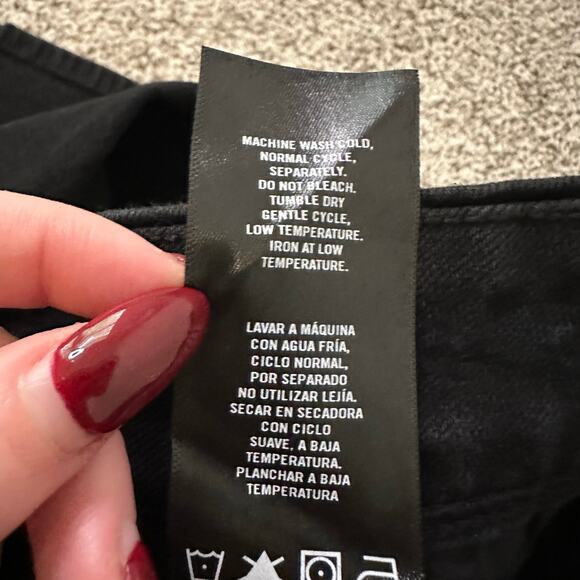 MACHINE WASH COLD,
NORMAL CYCLE,
SEPARATELY.
DO NOT BLEACH.
TUMBLE DRY
GENTLE CYCLE,
LOW TEMPERATURE.
IRON AT LOW
TEMPERATURE.
LAVAR A MÁQUINA
CON AGUA FRÍA,
CICLO NORMAL,
POR SEPARADO
NO UTILIZAR LEJÍA.
SECAR EN SECADORA
CON CICLO
SUAVE, A BAJA
TEMPERATURA.
PLANCHAR A BAJA
TEMPERATURA